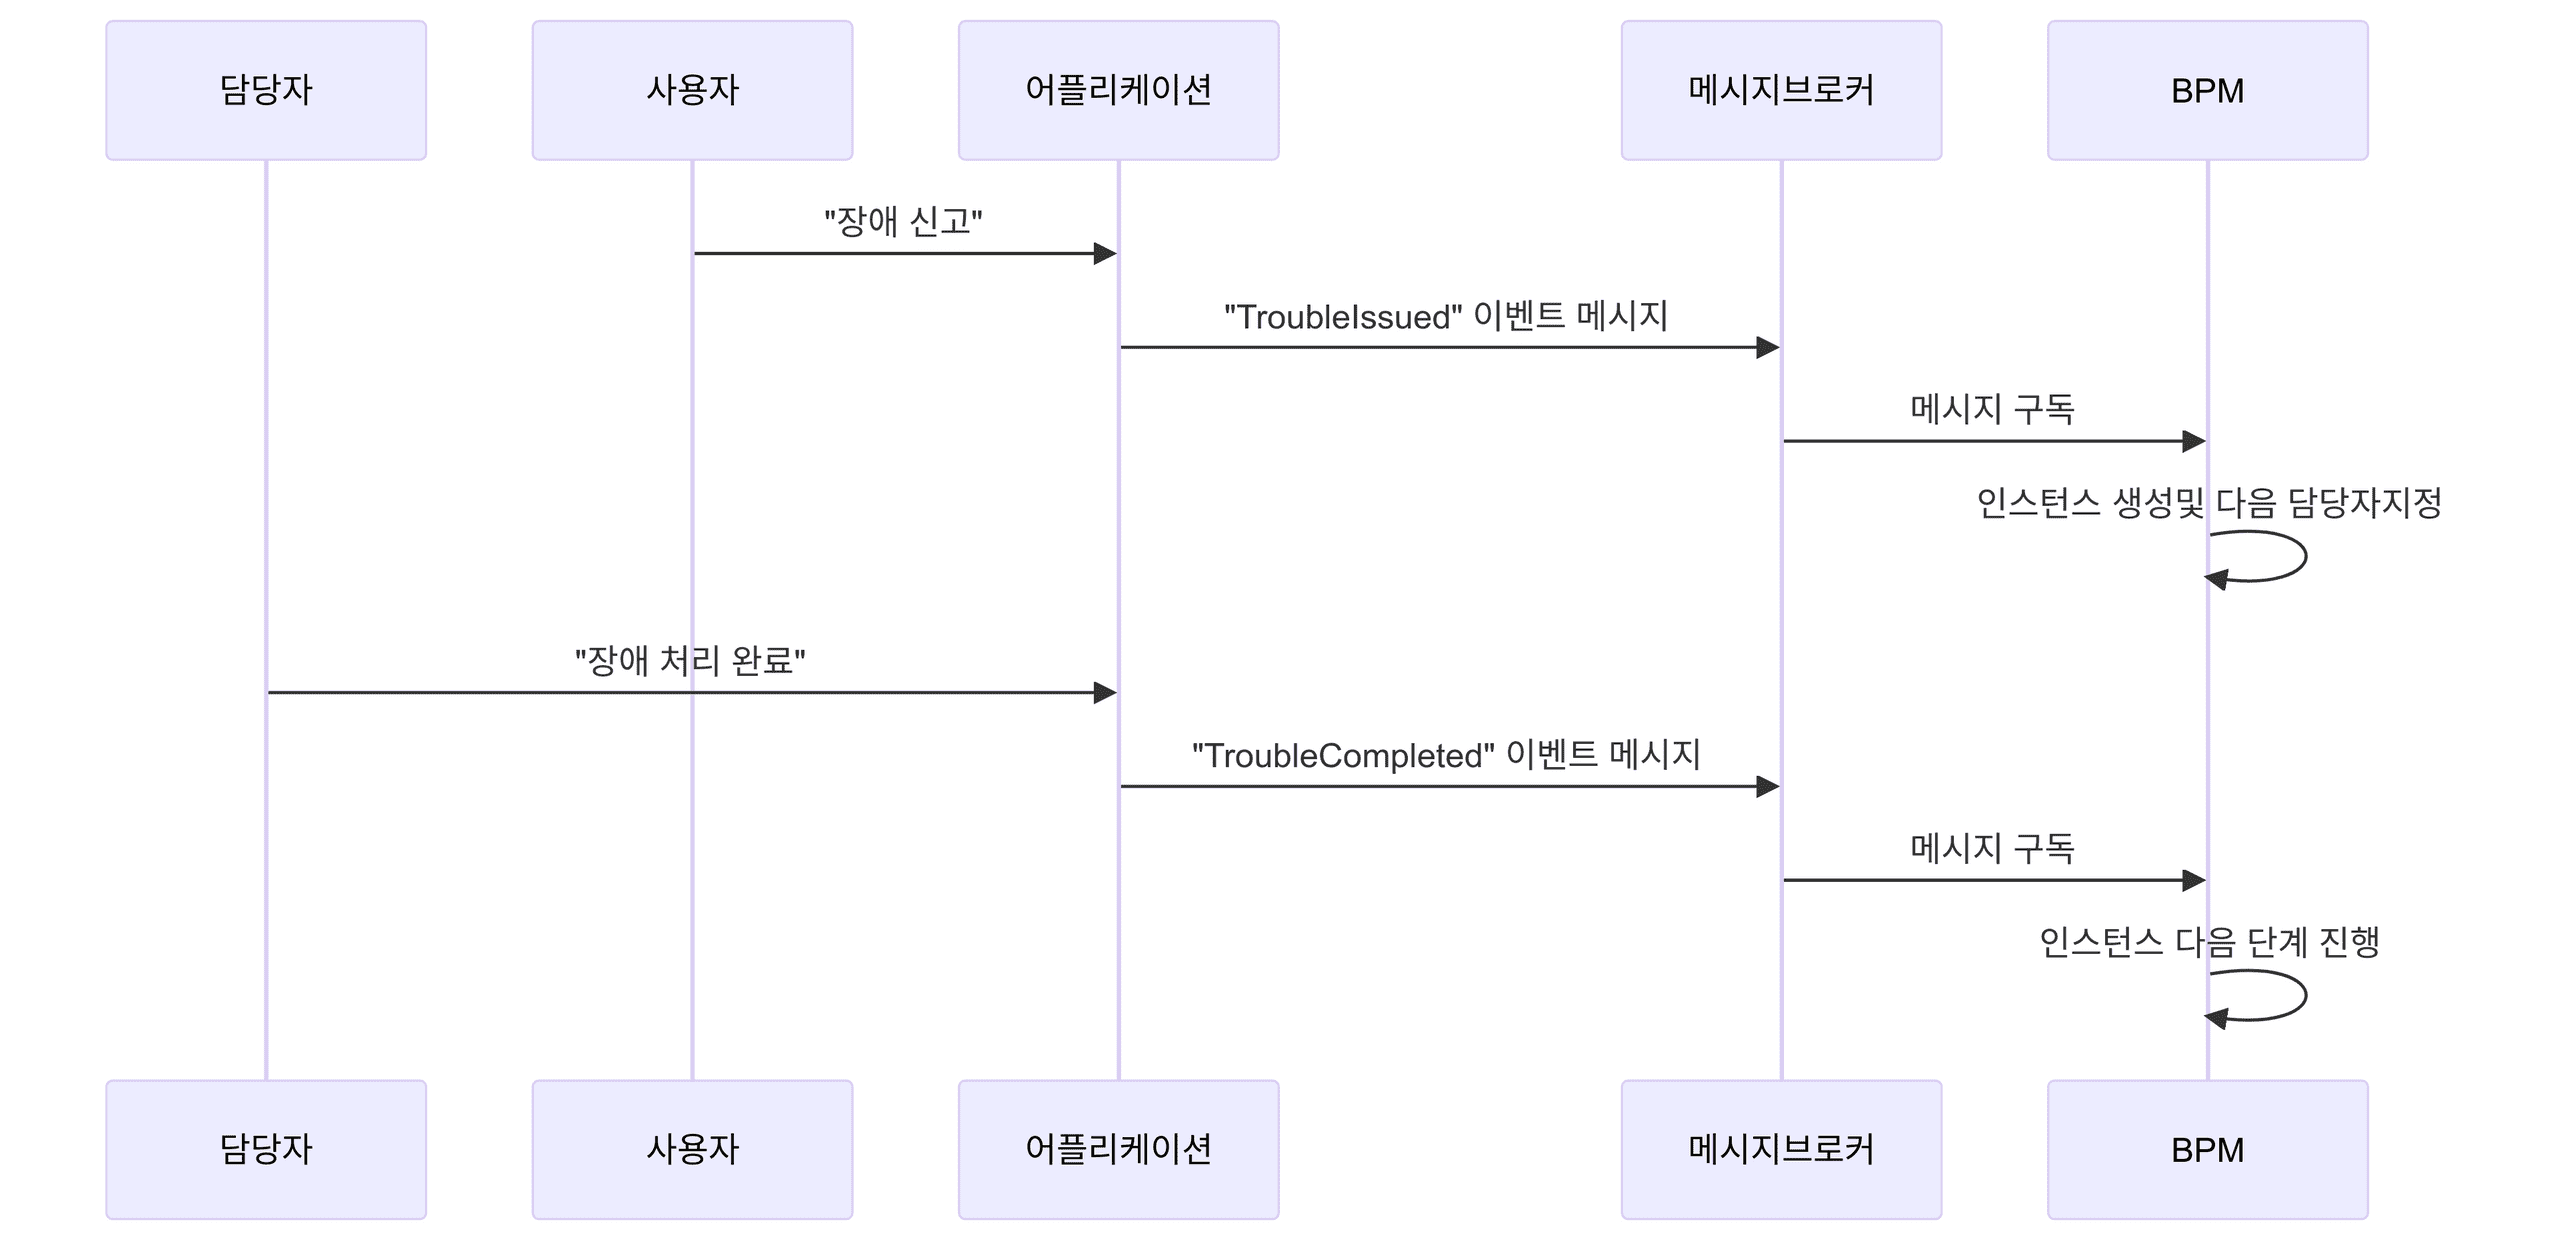 담당자
사용자
어플리케이션
메시지브로커
BPM
"장애 신고"
"TroubleIssued" 이벤트 메시지
메시지 구독
인스턴스 생성및 다음 담당자지정
"장애 처리 완료"
"TroubleCompleted" 이벤트 메시지
메시지 구독
인스턴스 다음 단계 진행
담당자
사용자
어플리케이션
메시지브로커
BPM